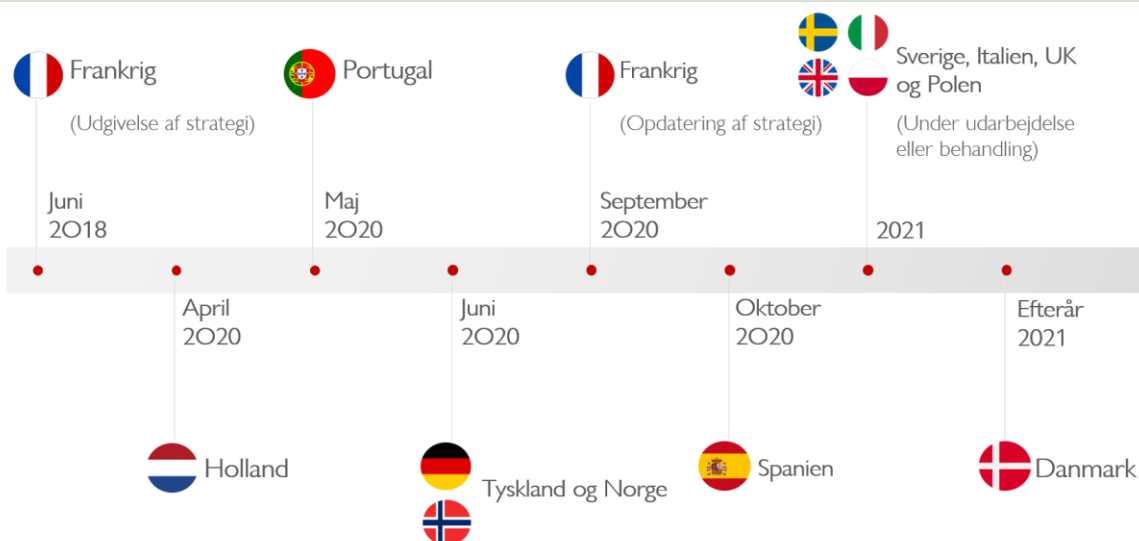 Frankrig
(Udgivelse af strategi)
Juni
2018
Portugal
Maj
2020
Frankrig
(Opdatering af strategi)
September
2020
Sverige, Italien, UK
og Polen
(Under udarbejdelse
eller behandling)
2021
April
2020
Holland
Juni
2020
Tyskland og Norge
Oktober
2020
Spanien
Efterår
2021
Danmark